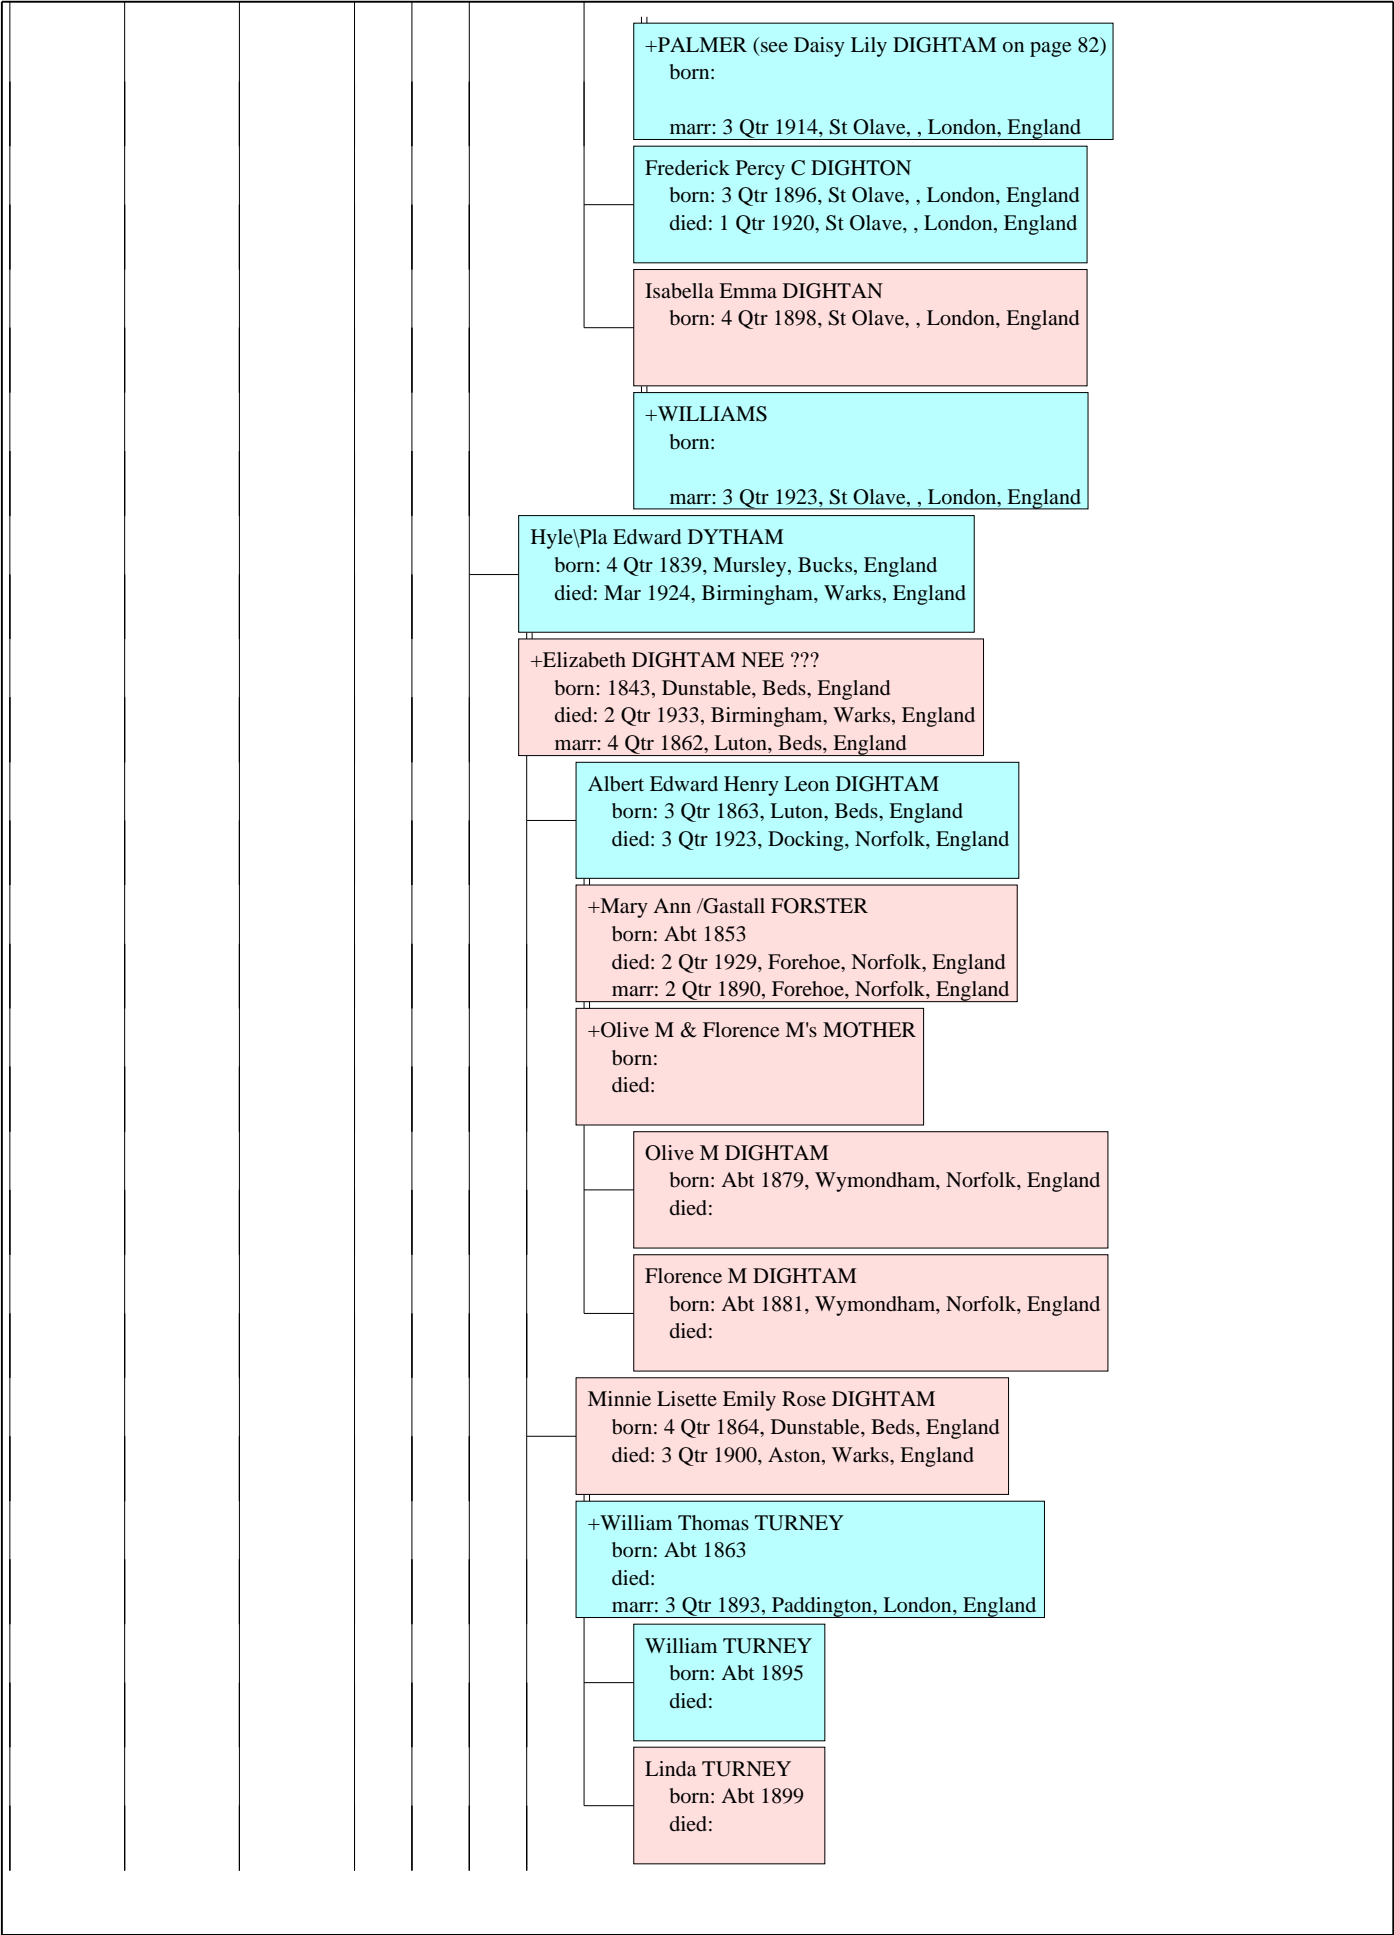 +PALMER (see Daisy Lily DIGHTAM on page 82)
born:
marr: 3 Qtr 1914, St Olave, , London, England
Frederick Percy C DIGHTON
born: 3 Qtr 1896, St Olave, , London, England
died: 1 Qtr 1920, St Olave, , London, England
Isabella Emma DIGHTAN
born: 4 Qtr 1898, St Olave, , London, England
+WILLIAMS
born:
marr: 3 Qtr 1923, St Olave, , London, England
Hyle\Pla Edward DYTHAM
born: 4 Qtr 1839, Mursley, Bucks, England
died: Mar 1924, Birmingham, Warks, England
+Elizabeth DIGHTAM NEE ???
born: 1843, Dunstable, Beds, England
died: 2 Qtr 1933, Birmingham, Warks, England
marr: 4 Qtr 1862, Luton, Beds, England
Albert Edward Henry Leon DIGHTAM
born: 3 Qtr 1863, Luton, Beds, England
died: 3 Qtr 1923, Docking, Norfolk, England
+Mary Ann /Gastall FORSTER
born: Abt 1853
died: 2 Qtr 1929, Forehoe, Norfolk, England
marr: 2 Qtr 1890, Forehoe, Norfolk, England
+Olive M & Florence M's MOTHER
born:
died:
Olive M DIGHTAM
born: Abt 1879, Wymondham, Norfolk, England
died:
Florence M DIGHTAM
born: Abt 1881, Wymondham, Norfolk, England
died:
Minnie Lisette Emily Rose DIGHTAM
born: 4 Qtr 1864, Dunstable, Beds, England
died: 3 Qtr 1900, Aston, Warks, England
+William Thomas TURNEY
born: Abt 1863
died:
marr: 3 Qtr 1893, Paddington, London, England
William TURNEY
born: Abt 1895
died:
Linda TURNEY
born: Abt 1899
died: